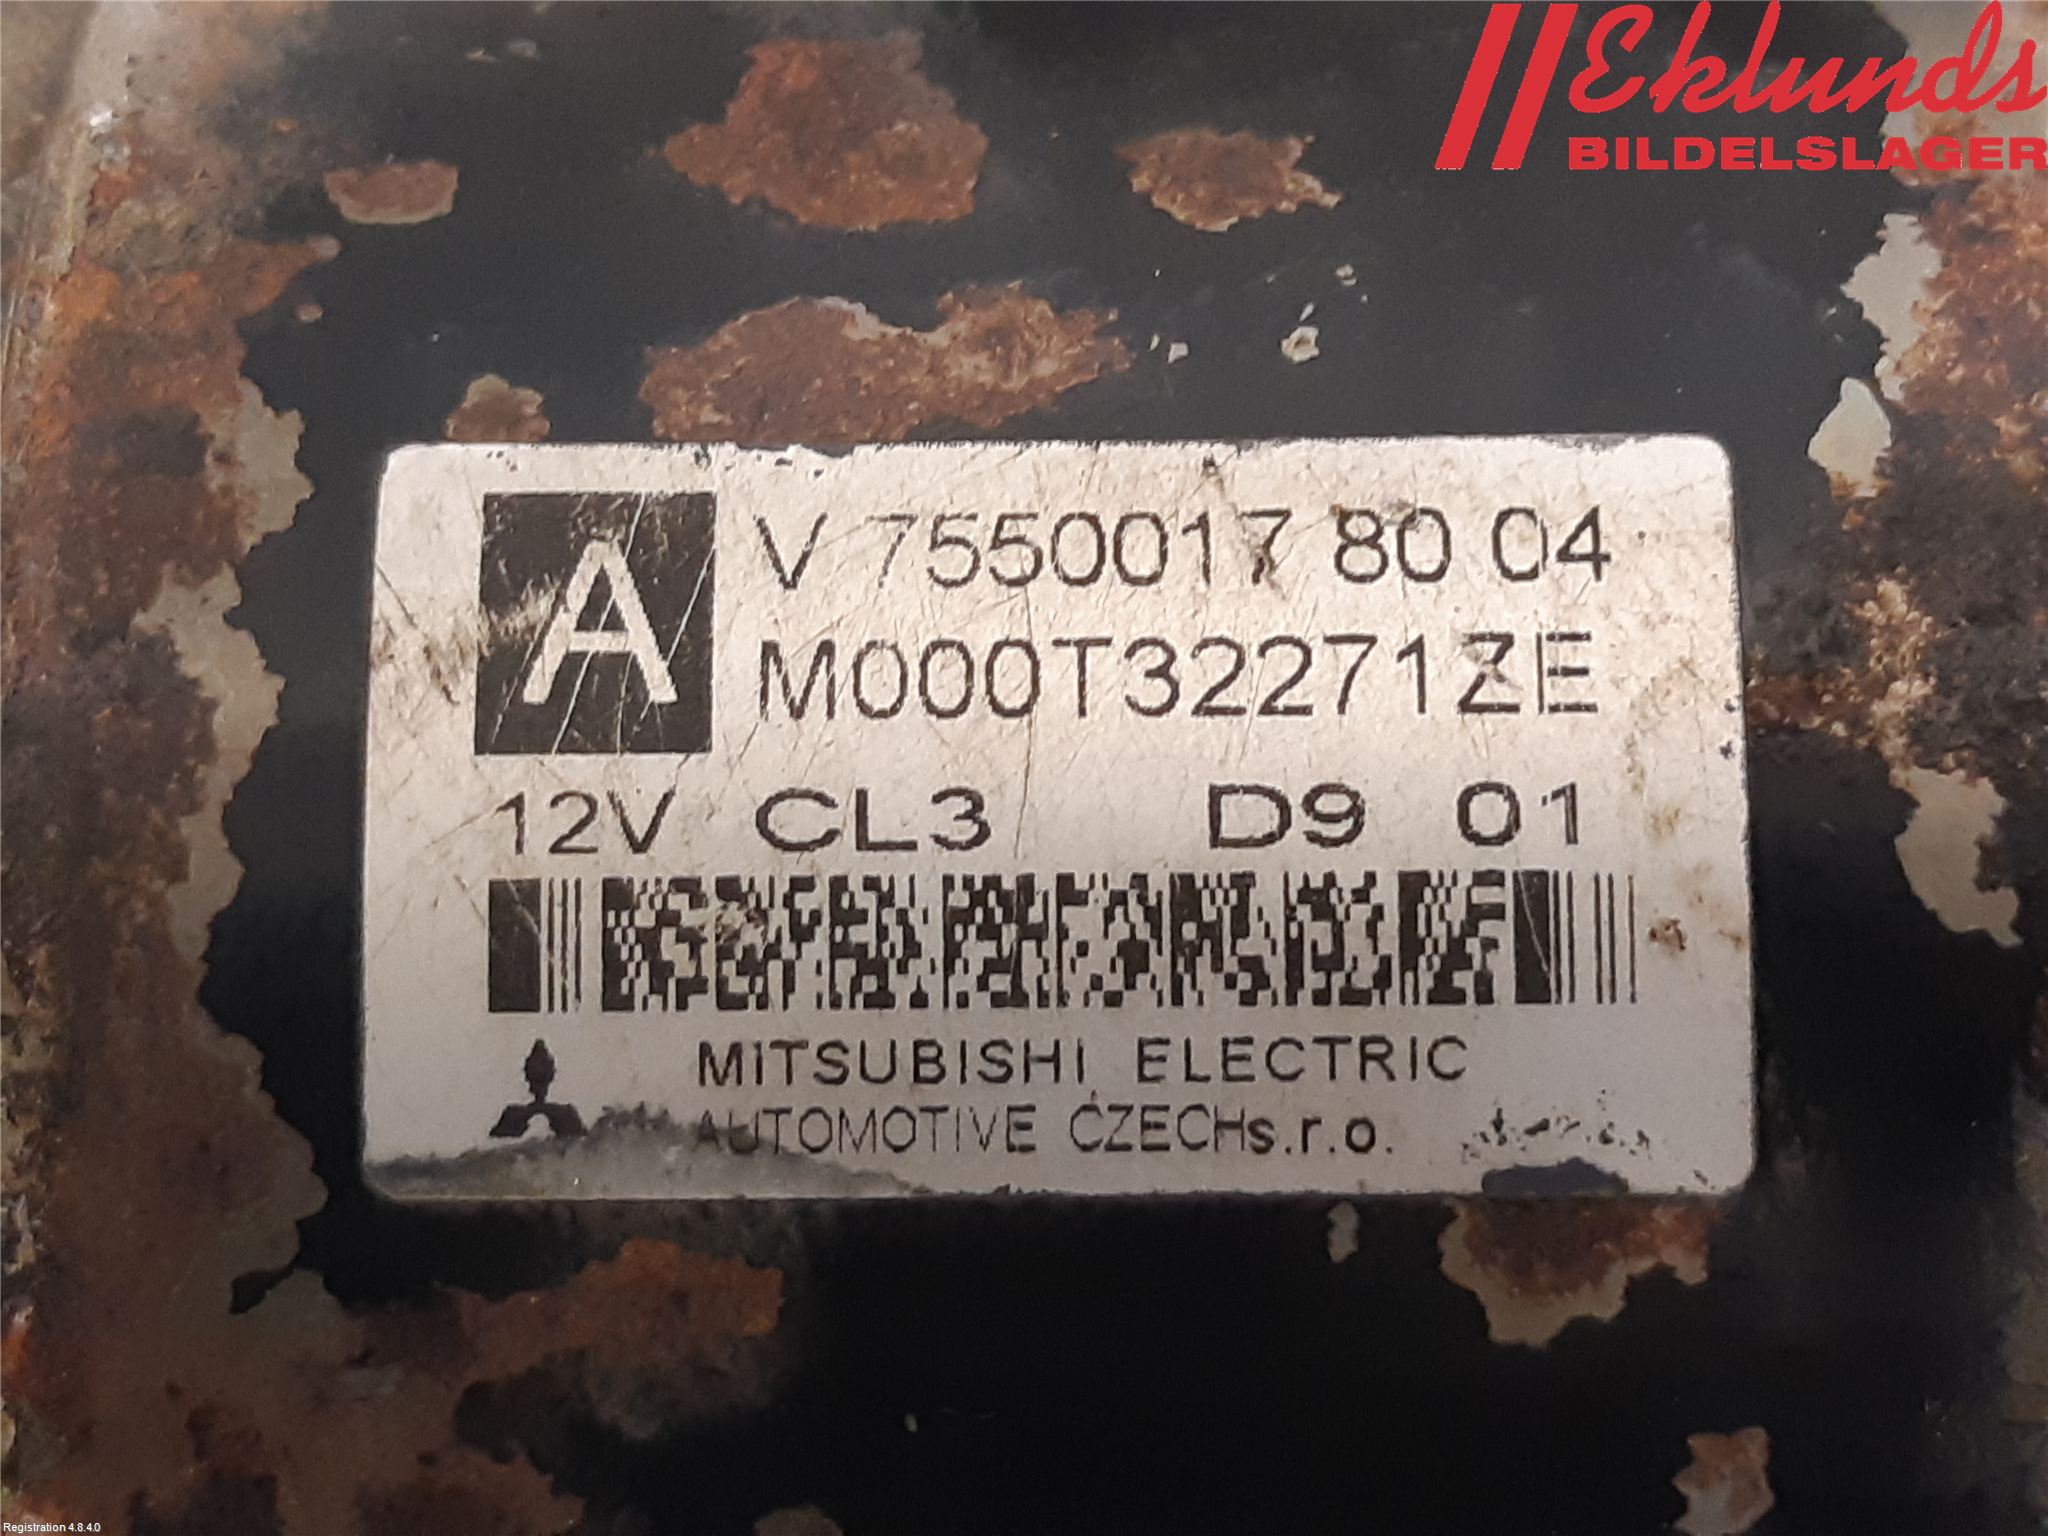 Eklunds
BILDELSLAGER
A
V 7550017 80 04
M000T32271ZE
12V CL3 D9 01
MITSUBISHI ELECTRIC
AUTOMOTIVE CZECHs.r.o.
Registration 4.8.4.0